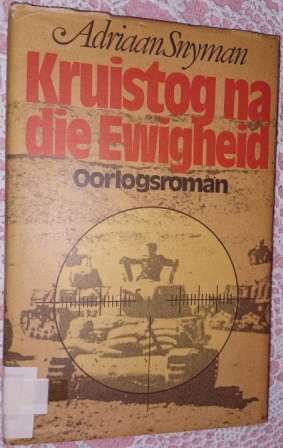 Adriaan Snyman
Kruistog na
die Ewigheid
Oorlogsroman